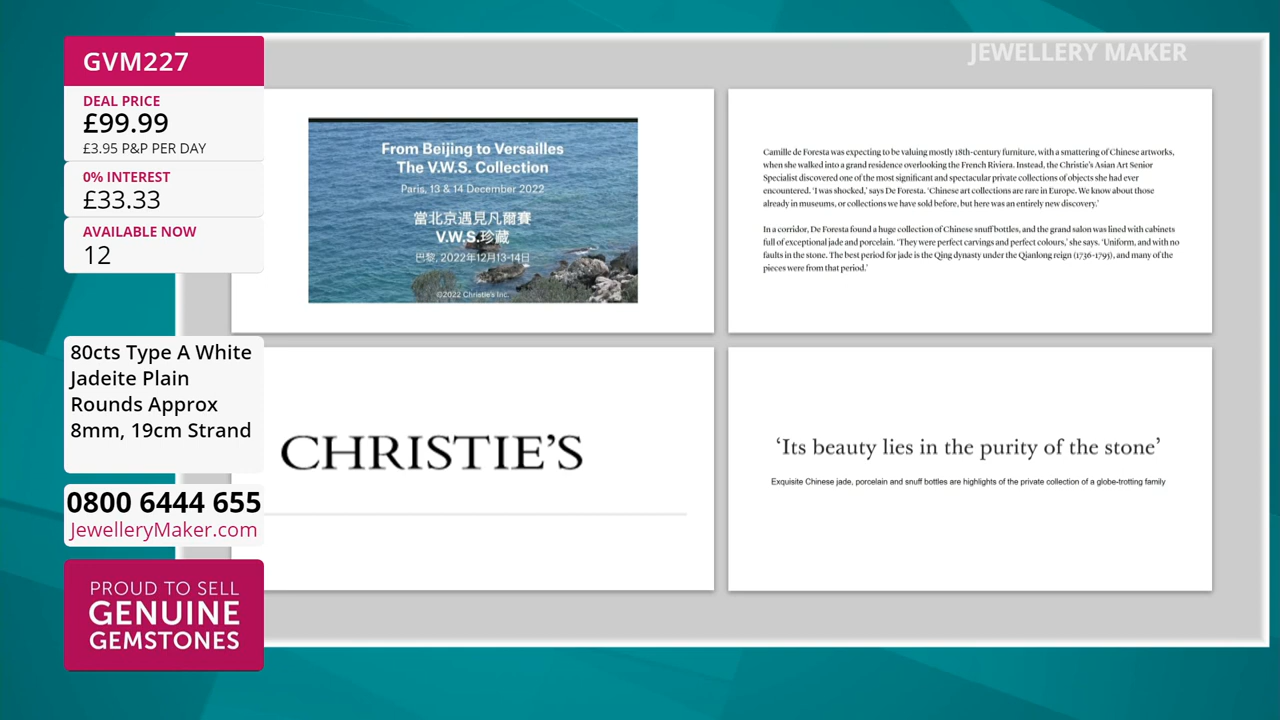 GVM227
DEAL PRICE
£99.99
£3.95 P&P PER DAY
0% INTEREST
£33.33
AVAILABLE NOW
12
80cts Type A White
Jadeite Plain
Rounds Approx
8mm, 19cm Strand
0800 6444 655
JewelleryMaker.com
PROUD TO SELL
GENUINE
GEMSTONES
JEWELLERY MAKER
From Beijing to Versailles
The V.W.S. Collection
Paris, 13 & 14 December 2022
當北京遇見凡爾賽
V.W.S.珍藏
巴黎, 2022年12月13-14日
©2022 Christie's Inc.
Camille de Foresta was expecting to be valuing mostly 18th-century furniture, with a smattering of Chinese artworks,
when she walked into a grand residence overlooking the French Riviera. Instead, the Christie's Asian Art Senior
Specialist discovered one of the most significant and spectacular private collections of objects she had ever
encountered. 'I was shocked,' says De Foresta. 'Chinese art collections are rare in Europe. We know about those
already in museums, or collections we have sold before, but here was an entirely new discovery.'
In a corridor, De Foresta found a huge collection of Chinese snuff bottles, and the grand salon was lined with cabinets
full of exceptional jade and porcelain. 'They were perfect carvings and perfect colours,' she says. 'Uniform, and with no
faults in the stone. The best period for jade is the Qing dynasty under the Qianlong reign (1736-1795), and many of the
pieces were from that period.'
CHRISTIE'S
'Its beauty lies in the purity of the stone'
Exquisite Chinese jade, porcelain and snuff bottles are highlights of the private collection of a globe-trotting family